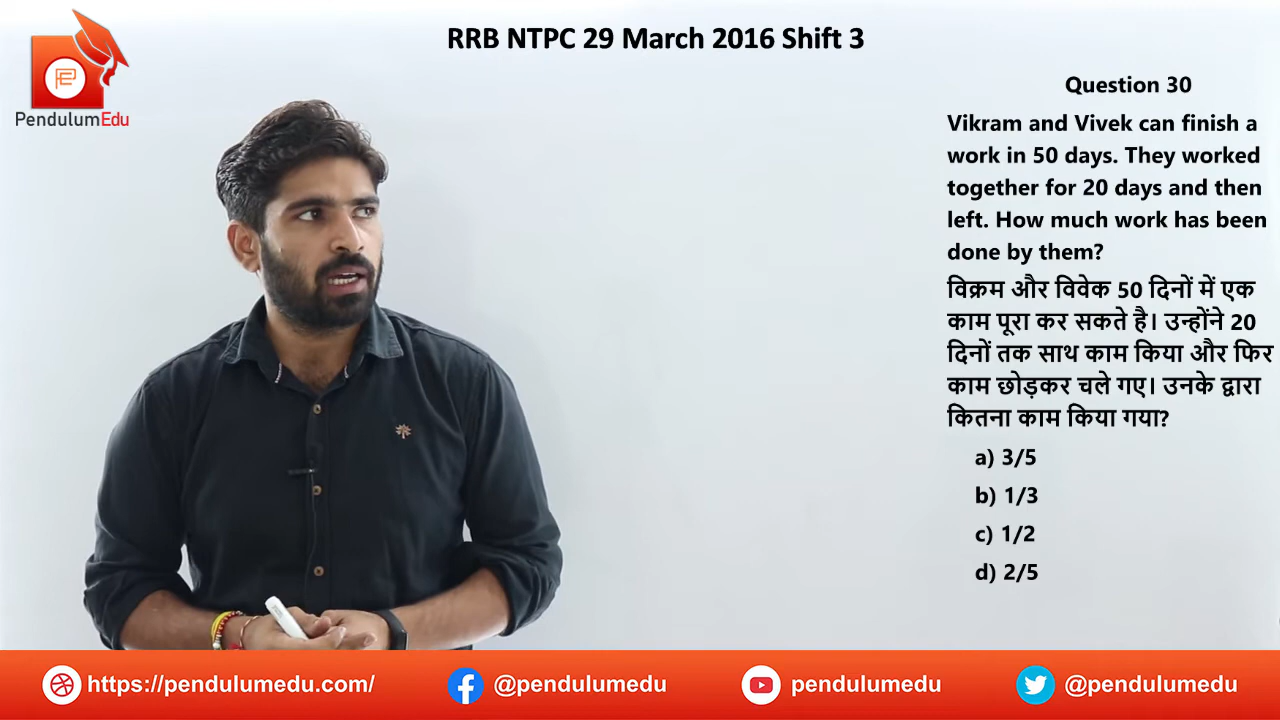 RRB NTPC 29 March 2016 Shift 3
PendulumEdu
Question 30
Vikram and Vivek can finish a
work in 50 days. They worked
together for 20 days and then
left. How much work has been
done by them?
विक्रम और विवेक 50 दिनों में एक
काम पूरा कर सकते है। उन्होंने 20
दिनों तक साथ काम किया और फिर
काम छोड़कर चले गए। उनके द्वारा
कितना काम किया गया?
a) 3/5
b) 1/3
c) 1/2
d) 2/5
https://pendulumedu.com/
@pendulumedu
pendulumedu
@pendulumedu